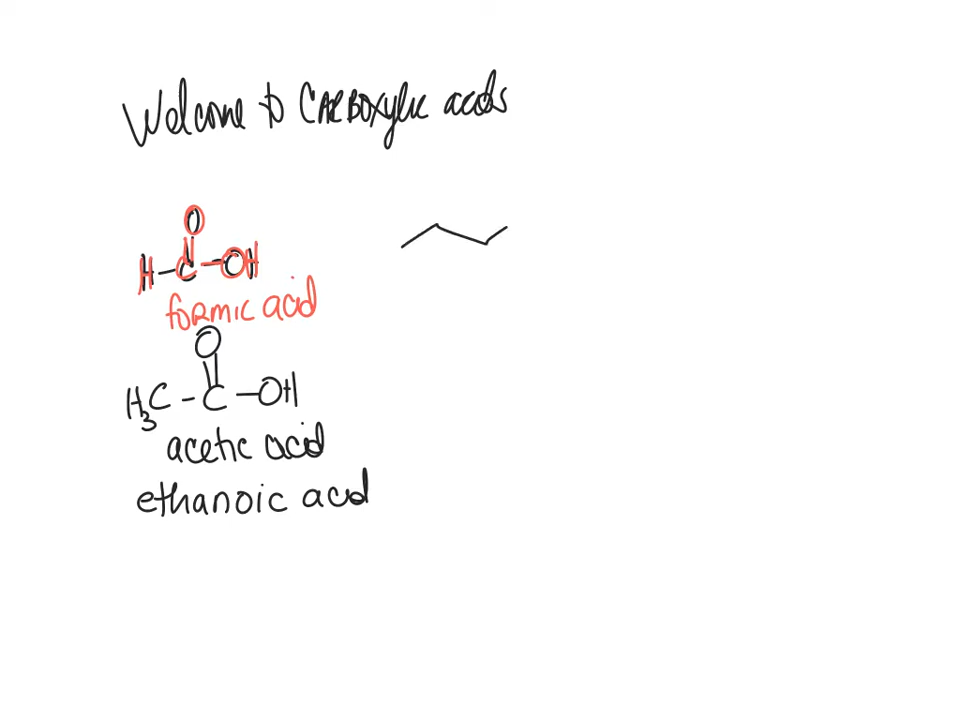 Welcome to CARBOXylic acids
O
H-C-OH
formic acid
O
H3C-C-OH
acetic acid
ethanoic acid